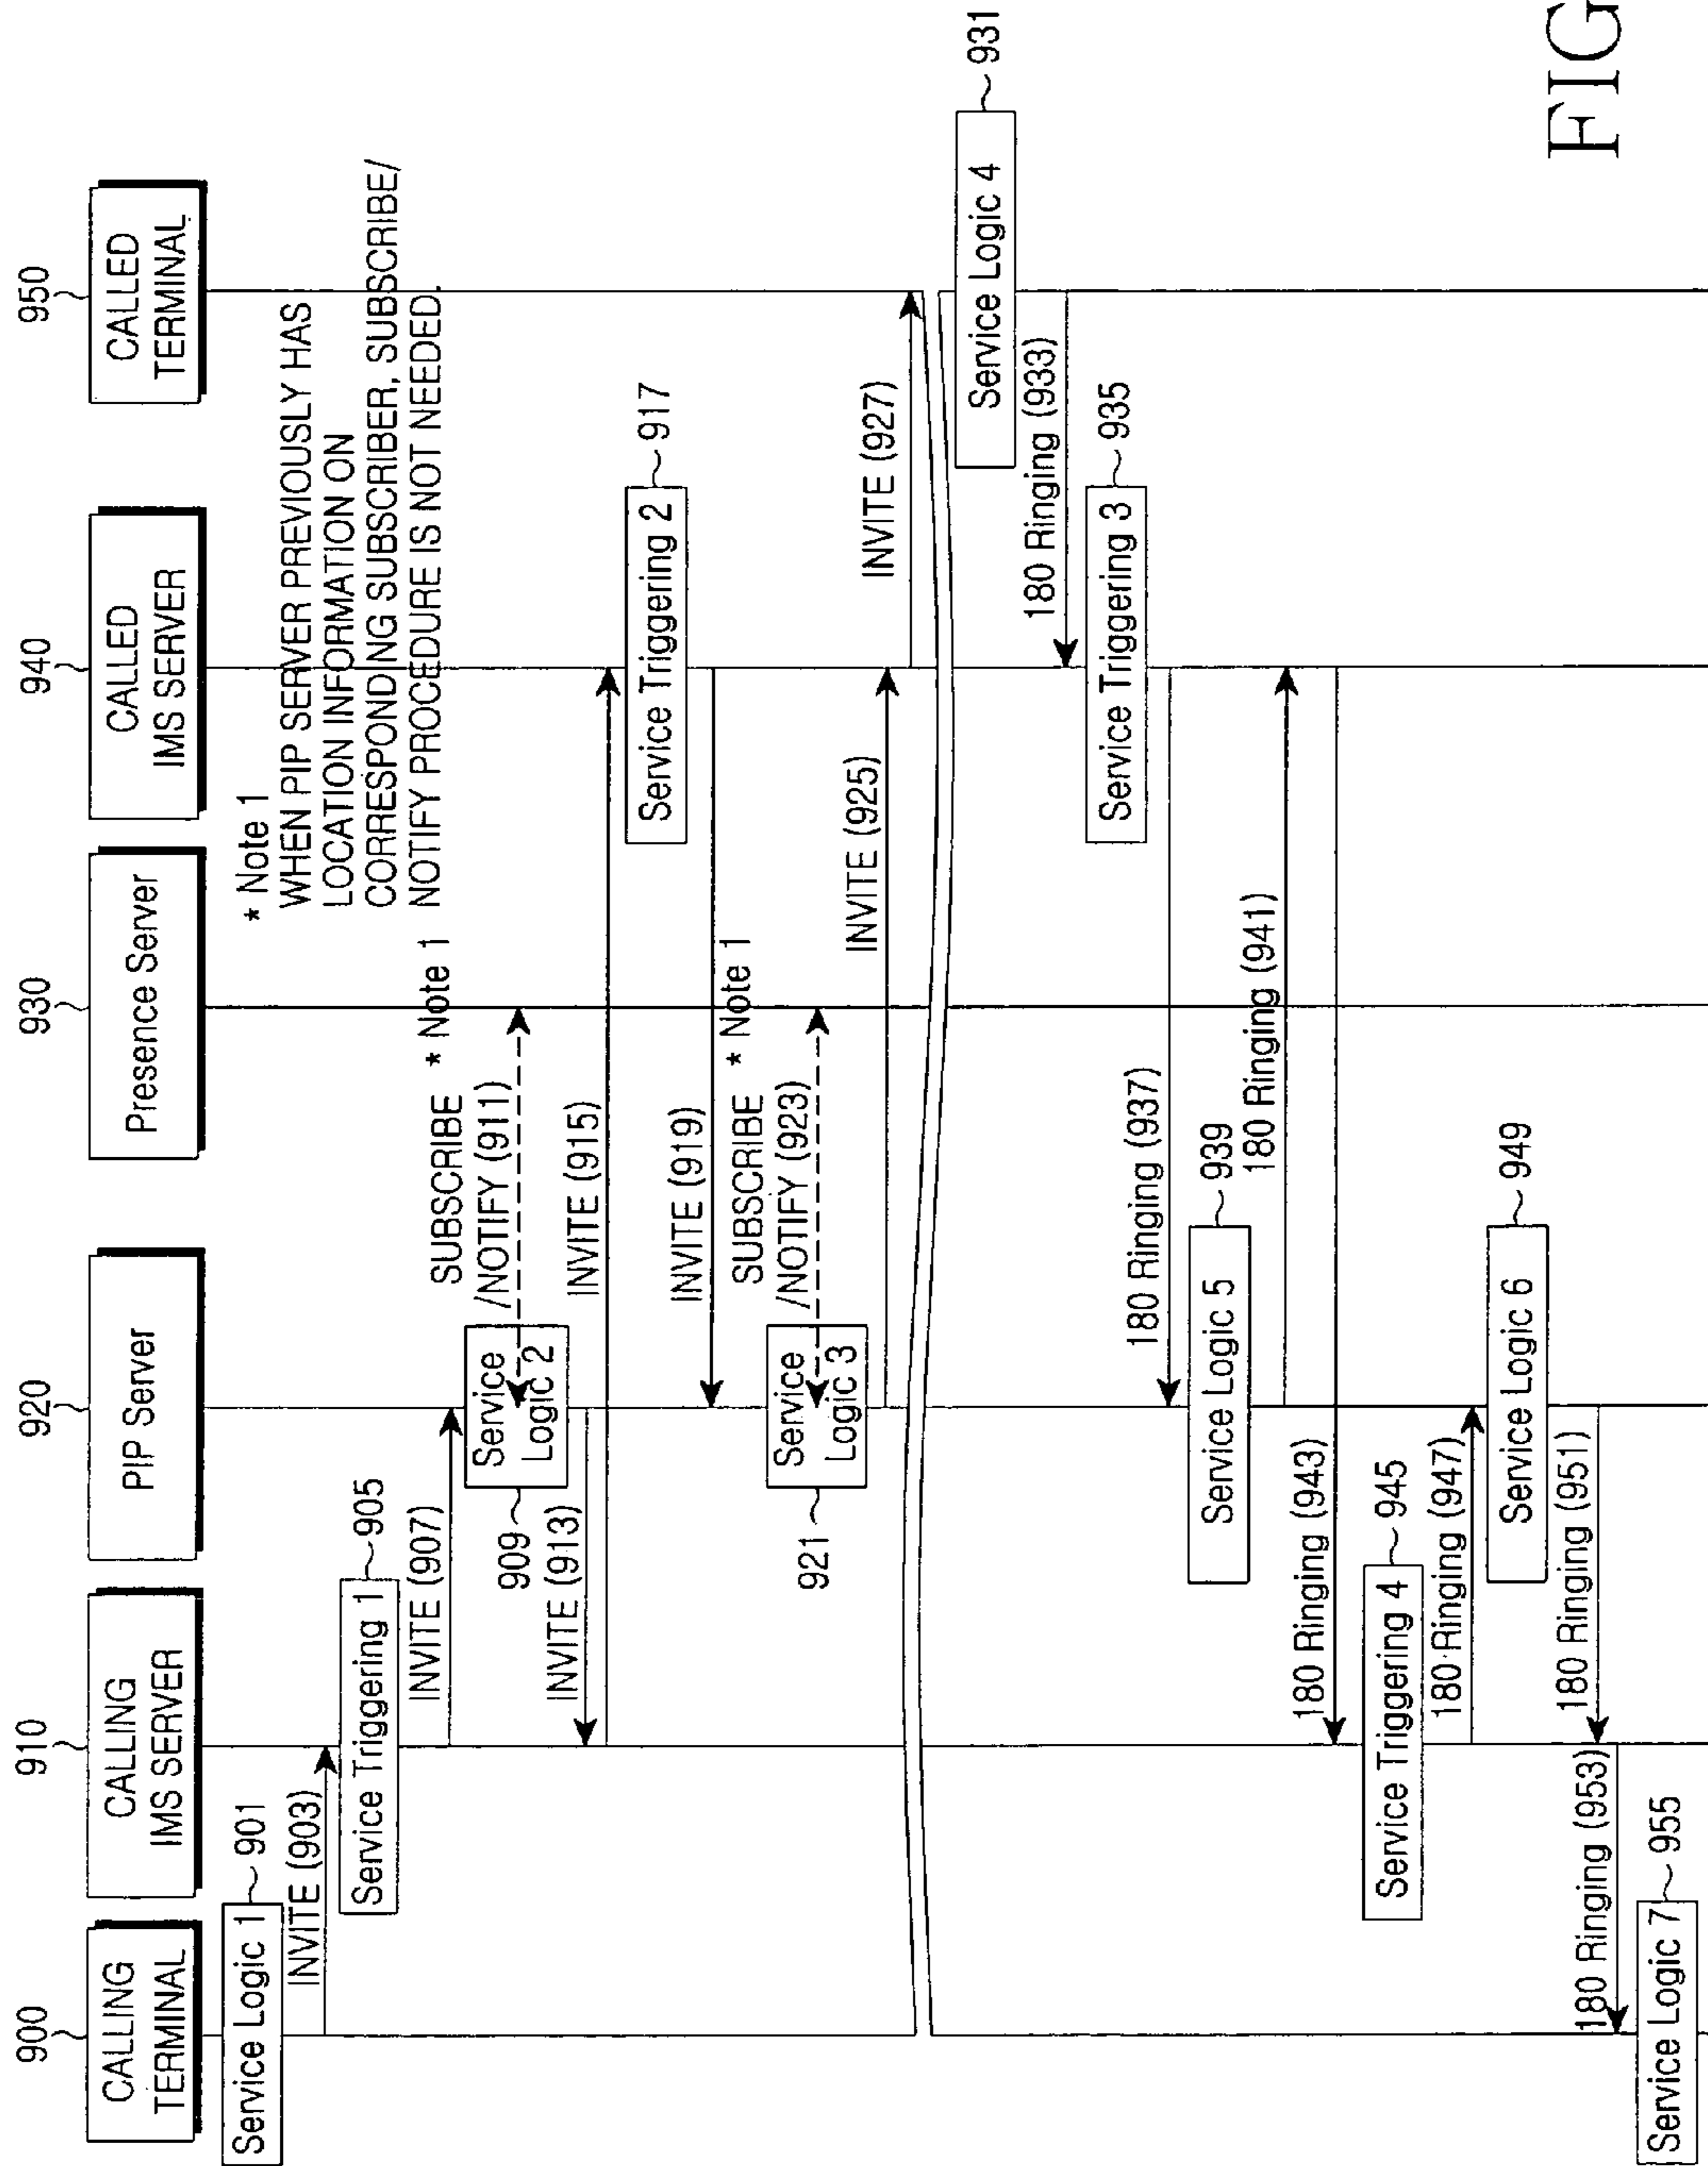 900
910
920
930
940
950
CALLING
TERMINAL
CALLING
IMS SERVER
PIP Server
Presence Server
CALLED
IMS SERVER
CALLED
TERMINAL
Service Logic 1
901
* Note 1
WHEN PIP SERVER PREVIOUSLY HAS
LOCATION INFORMATION ON
CORRESPONDING SUBSCRIBER, SUBSCRIBE/
NOTIFY PROCEDURE IS NOT NEEDED.
INVITE (903)
Service Triggering 1
905
INVITE (907)
SUBSCRIBE * Note 1
/NOTIFY (911)
909
Service
Logic 2
INVITE (913)
INVITE (915)
Service Triggering 2
917
INVITE (919)
SUBSCRIBE * Note 1
/NOTIFY (923)
921
Service
Logic 3
INVITE (925)
INVITE (927)
Service Logic 4
931
180 Ringing (933)
Service Triggering 3
935
180 Ringing (937)
Service Logic 5
939
180 Ringing (941)
180 Ringing (943)
Service Triggering 4
945
180 Ringing (947)
Service Logic 6
949
180 Ringing (951)
180 Ringing (953)
Service Logic 7
955
FIG